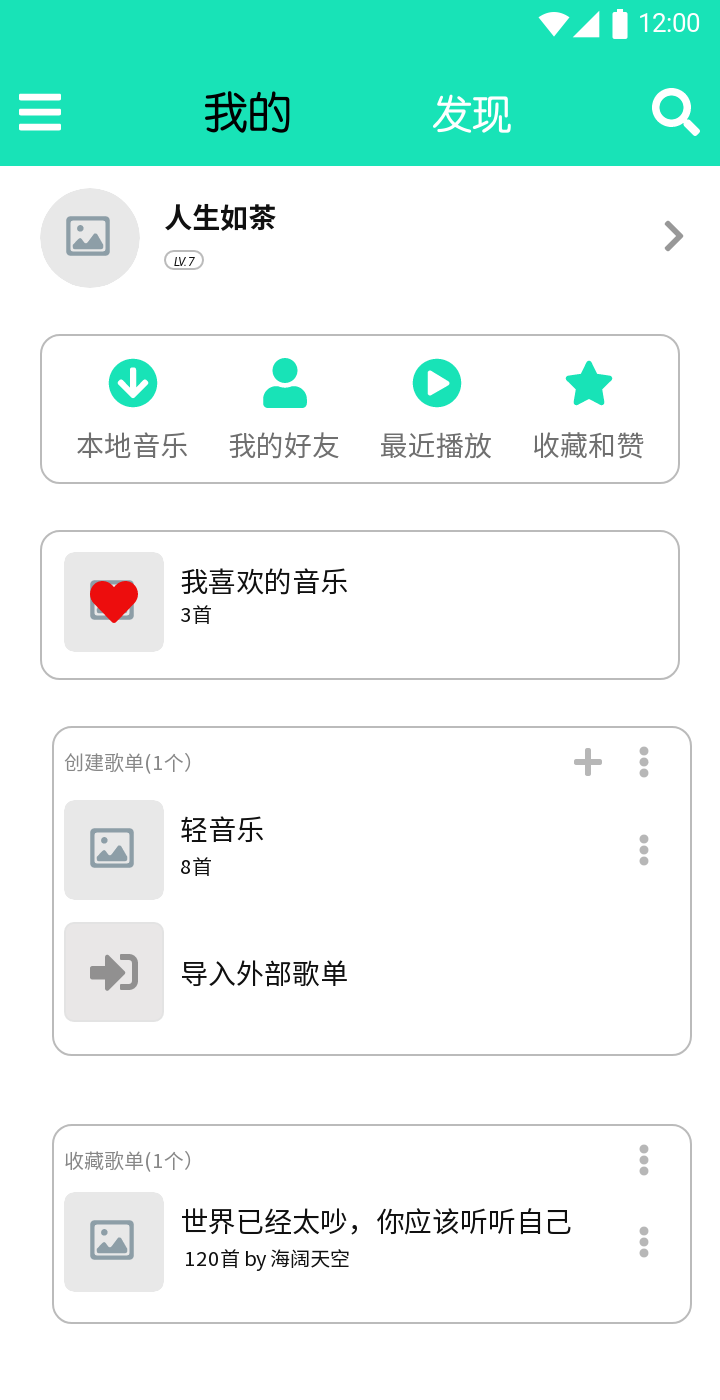 12:00
我的
发现
人生如茶
LV.7
本地音乐
我的好友
最近播放
收藏和赞
我喜欢的音乐
3首
创建歌单(1个）
轻音乐
8首
导入外部歌单
收藏歌单(1个）
世界已经太吵，你应该听听自己
120首 by 海阔天空